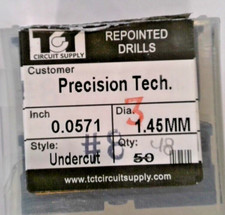 TCT
CIRCUIT SUPPLY
REPOINTED
DRILLS
Customer
Precision Tech.
Inch
Dia.
3
0.0571
1.45MM
Style:
#8
Qty:
48
Undercut
50
www.tctcircuitsupply.com